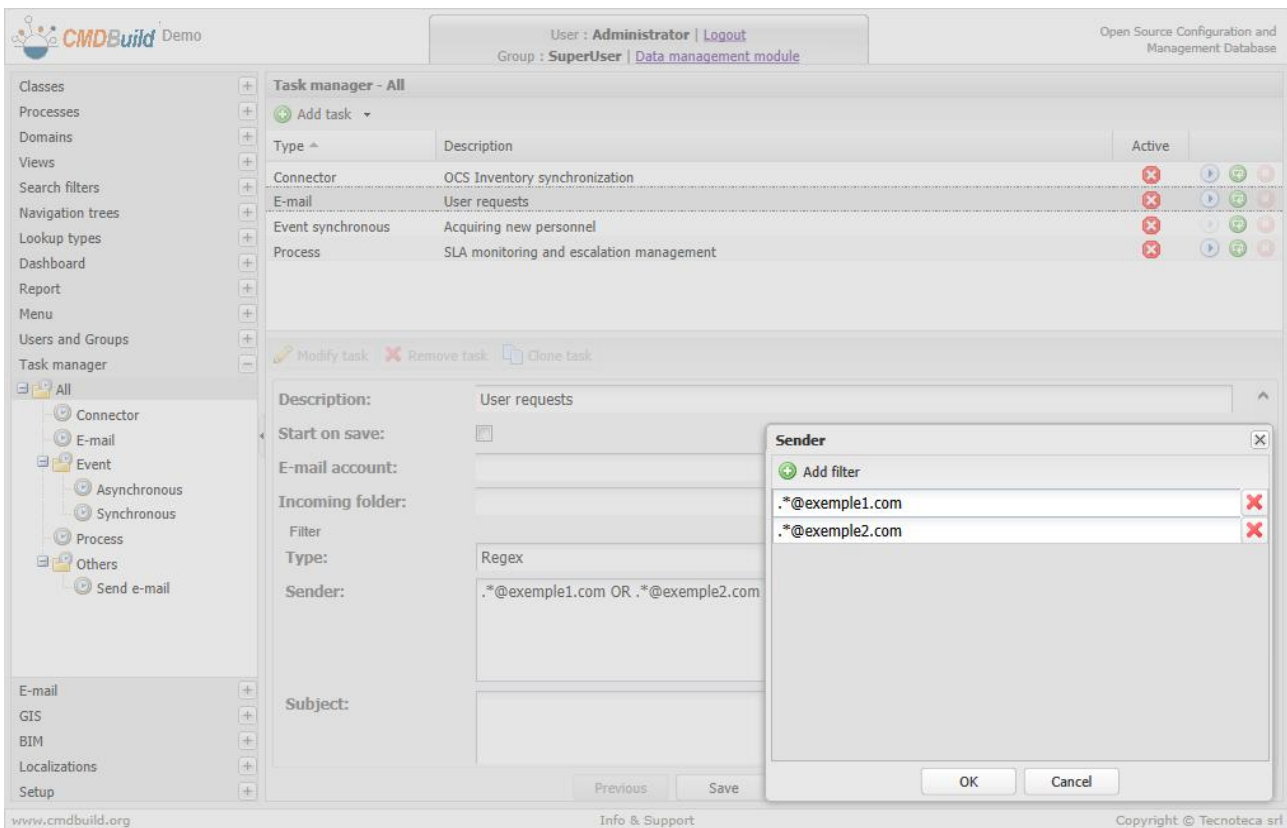 CMDBuild Demo
User : Administrator | Logout
Group : SuperUser | Data management module
Open Source Configuration and
Management Database
Classes
Processes
Domains
Views
Search filters
Navigation trees
Lookup types
Dashboard
Report
Menu
Users and Groups
Task manager
All
Connector
E-mail
Event
Asynchronous
Synchronous
Process
Others
Send e-mail
E-mail
GIS
BIM
Localizations
Setup
Task manager - All
Add task
Type Description Active
Connector OCS Inventory synchronization
E-mail User requests
Event synchronous Acquiring new personnel
Process SLA monitoring and escalation management
Modify task Remove task Clone task
Description: User requests
Start on save:
E-mail account:
Incoming folder:
Filter
Type: Regex
Sender: .*@exemple1.com OR .*@exemple2.com
Subject:
Previous Save
Sender
Add filter
.*@exemple1.com
.*@exemple2.com
OK Cancel
www.cmdbuild.org Info & Support Copyright © Tecnoteca srl